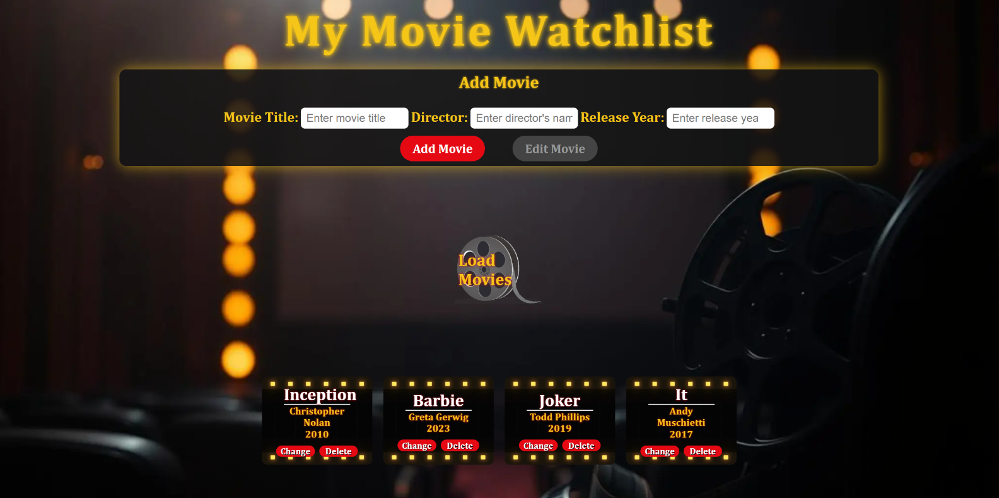 My Movie Watchlist
Add Movie
Movie Title: Enter movie title Director: Enter director's nam Release Year: Enter release yea
Add Movie Edit Movie
Load
Movies
Inception
Christopher
Nolan
2010
Change Delete
Barbie
Greta Gerwig
2023
Change Delete
Joker
Todd Phillips
2019
Change Delete
It
Andy
Muschietti
2017
Change Delete